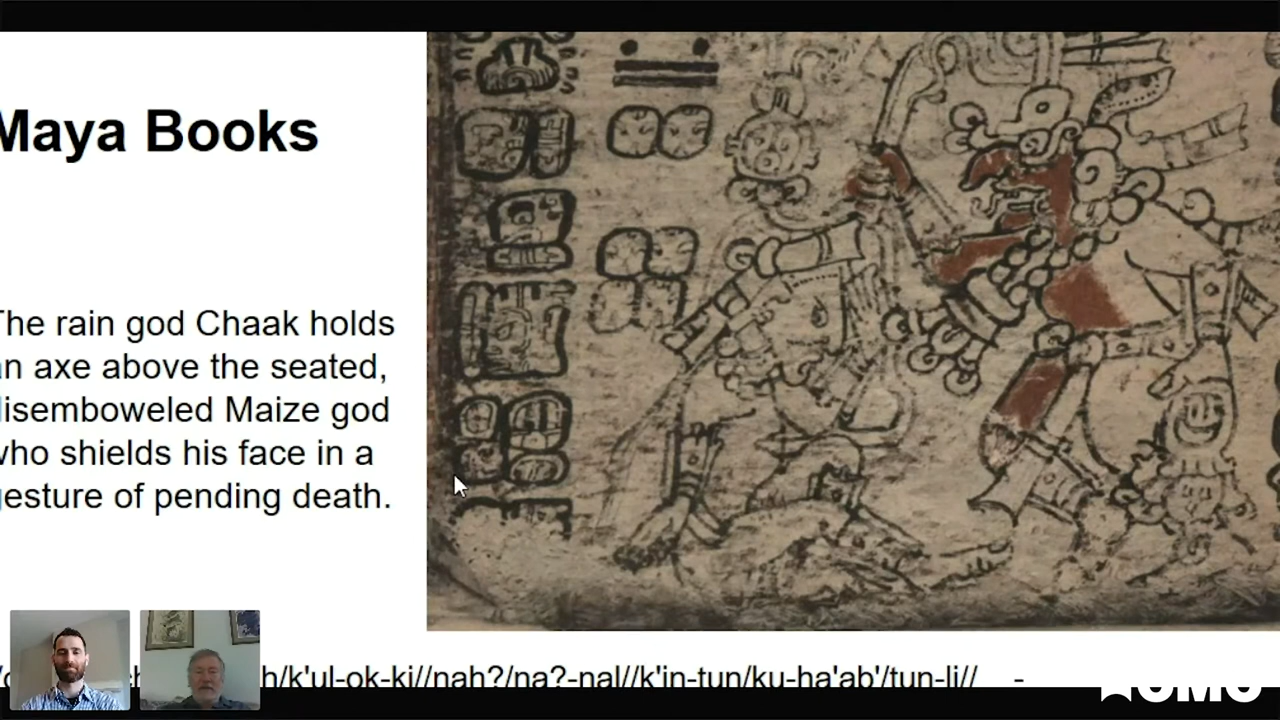 Maya Books
The rain god Chaak holds
an axe above the seated,
disemboweled Maize god
who shields his face in a
gesture of pending death.
h/k'ul-ok-ki//nah?/na?-nal//k'in-tun/ku-ha'ab'/tun-li// -